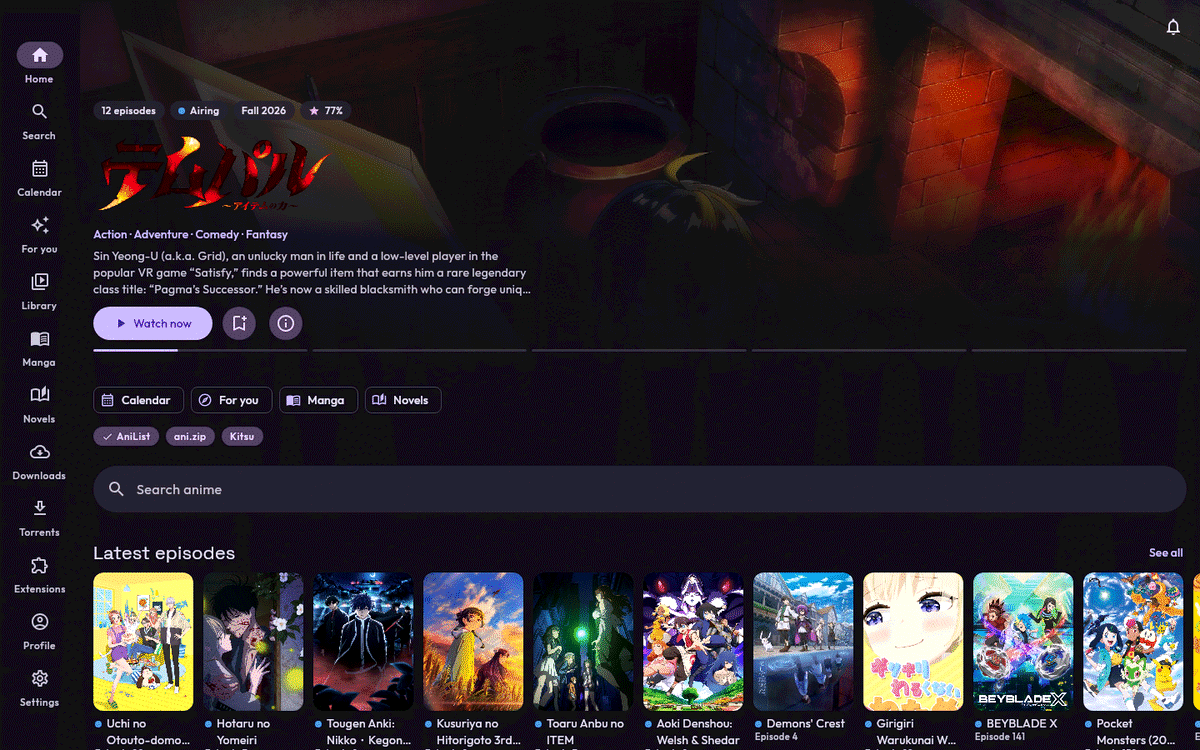 Home
Search
Calendar
For you
Library
Manga
Novels
Downloads
Torrents
Extensions
Profile
Settings
12 episodes
Airing
Fall 2026
77%
テムパル
〜アイテムの力〜
Action · Adventure · Comedy · Fantasy
Sin Yeong-U (a.k.a. Grid), an unlucky man in life and a low-level player in the
popular VR game “Satisfy,” finds a powerful item that earns him a rare legendary
class title: “Pagma’s Successor.” He’s now a skilled blacksmith who can forge uniq...
Watch now
Calendar
For you
Manga
Novels
AniList
ani.zip
Kitsu
Search anime
Latest episodes
See all
Uchi no
Otouto-domo...
Hotaru no
Yomeiri
Tougen Anki:
Nikko・Kegon...
Kusuriya no
Hitorigoto 3rd...
Toaru Anbu no
ITEM
Aoki Denshou:
Welsh & Shedar
Demons' Crest
Episode 4
Girigiri
Warukunai W...
BEYBLADE X
BEYBLADE X
Episode 141
Pocket
Monsters (20...